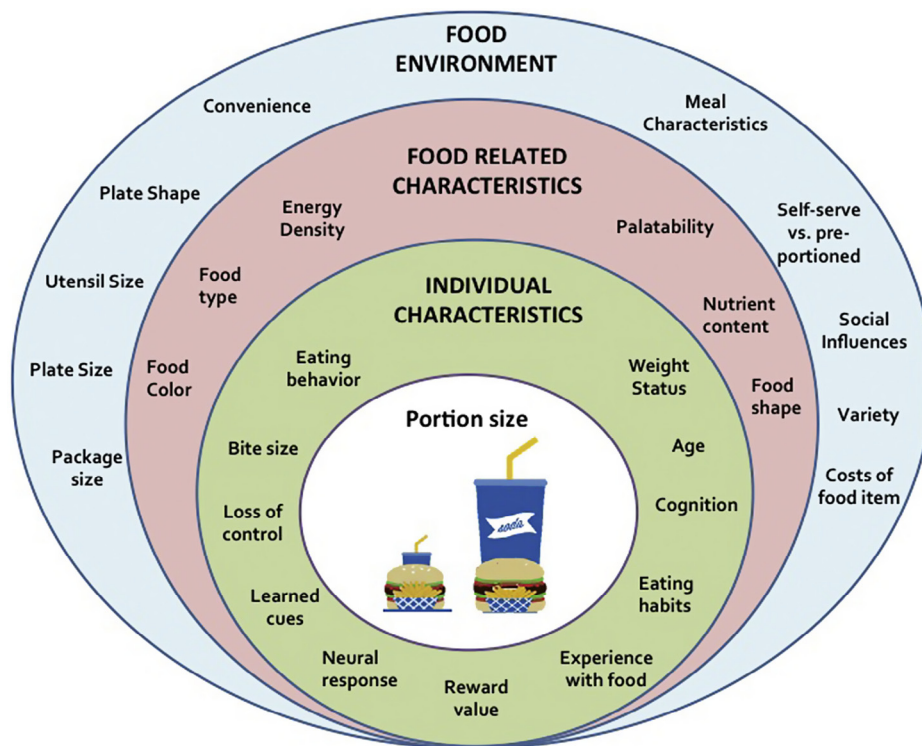 FOOD
ENVIRONMENT
Convenience
Meal
Characteristics
Plate Shape
Self-serve
vs. pre-
portioned
Utensil Size
Social
Influences
Plate Size
Variety
Package
size
Costs of
food item
FOOD RELATED
CHARACTERISTICS
Energy
Density
Palatability
Food
type
Nutrient
content
Food
Color
Food
shape
INDIVIDUAL
CHARACTERISTICS
Eating
behavior
Weight
Status
Bite size
Age
Loss of
control
Cognition
Learned
cues
Eating
habits
Neural
response
Reward
value
Experience
with food
Portion size
soda